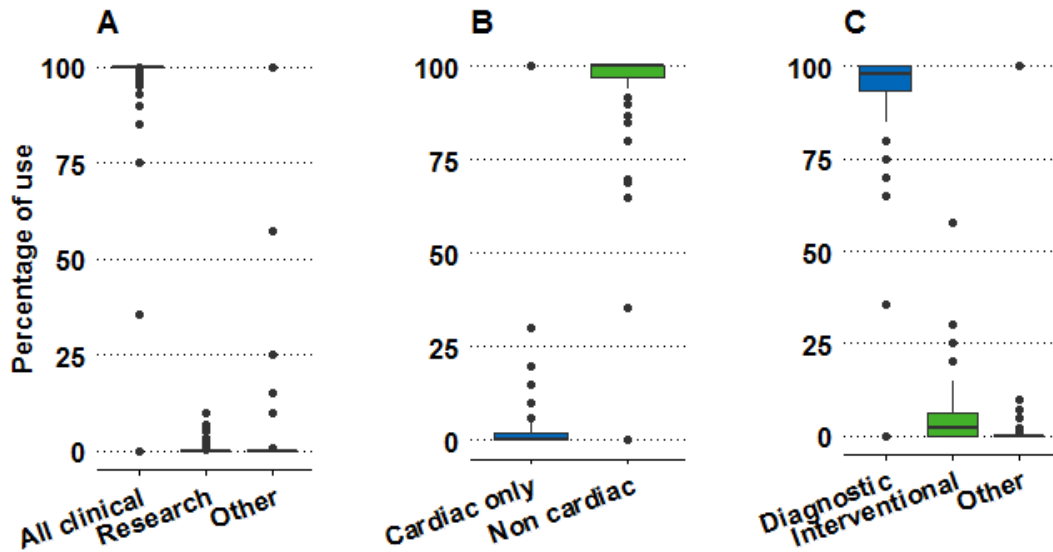 A
B
C
Percentage of use
100
75
50
25
0
All clinical
Research
Other
100
75
50
25
0
Cardiac only
Non cardiac
100
75
50
25
0
Diagnostic
Interventional
Other